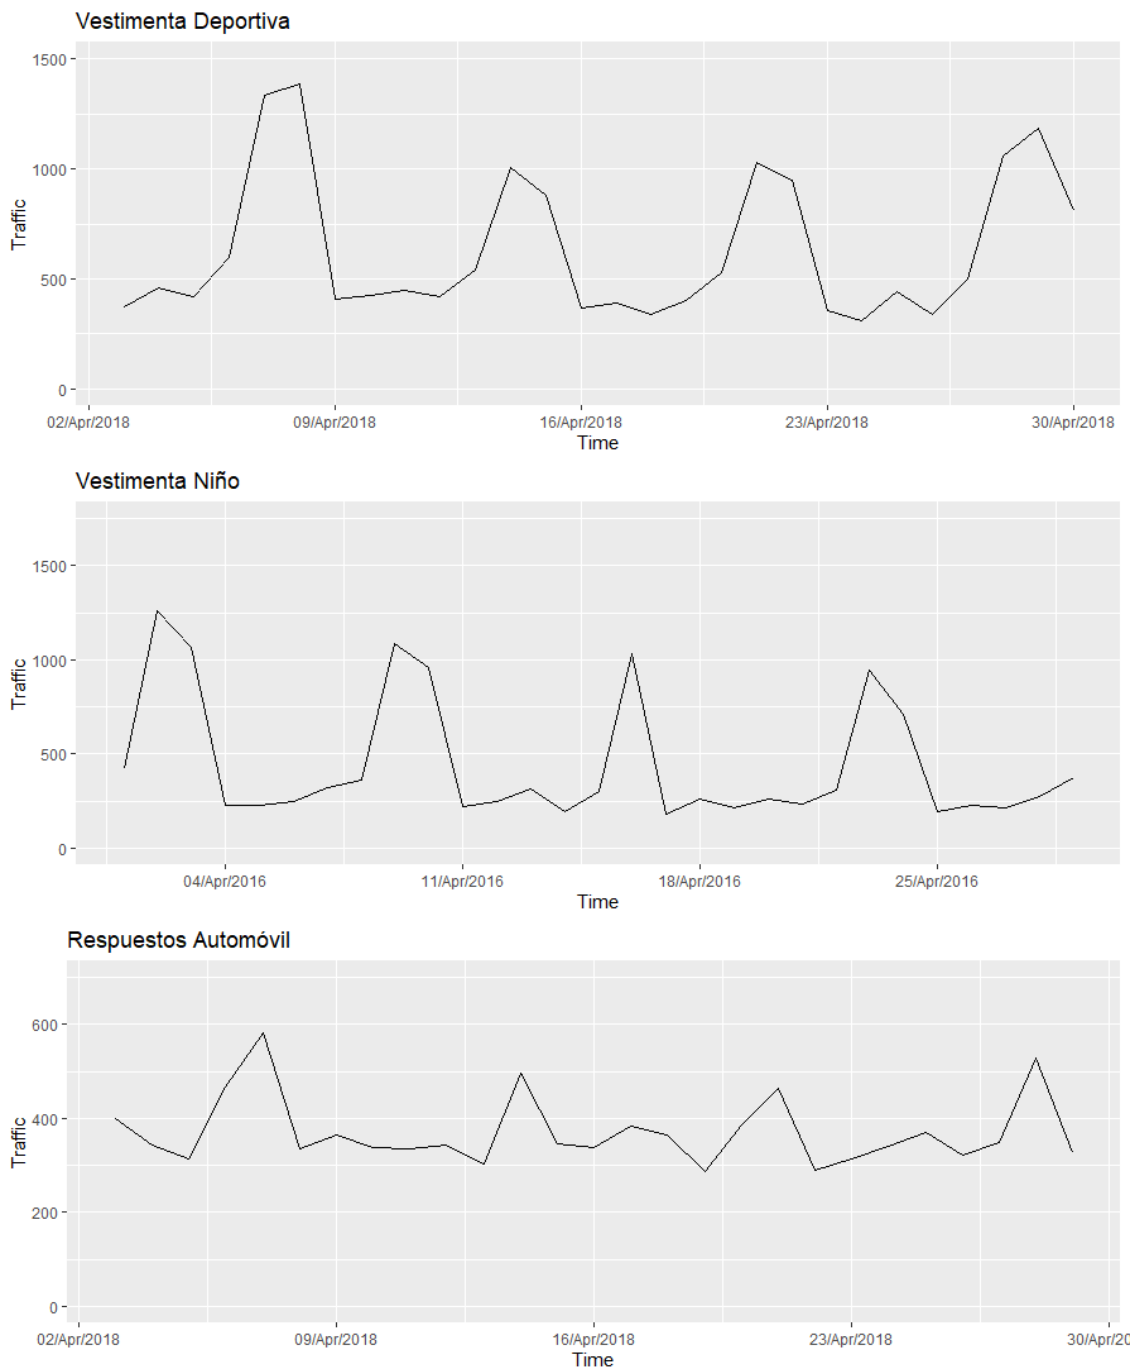 Vestimenta Deportiva
1500
1000
500
0
Traffic
02/Apr/2018 09/Apr/2018 16/Apr/2018 23/Apr/2018 30/Apr/2018
Time
Vestimenta Niño
1500
1000
500
0
Traffic
04/Apr/2016 11/Apr/2016 18/Apr/2016 25/Apr/2016
Time
Respuestos Automóvil
600
400
200
0
Traffic
02/Apr/2018 09/Apr/2018 16/Apr/2018 23/Apr/2018 30/Apr/20
Time